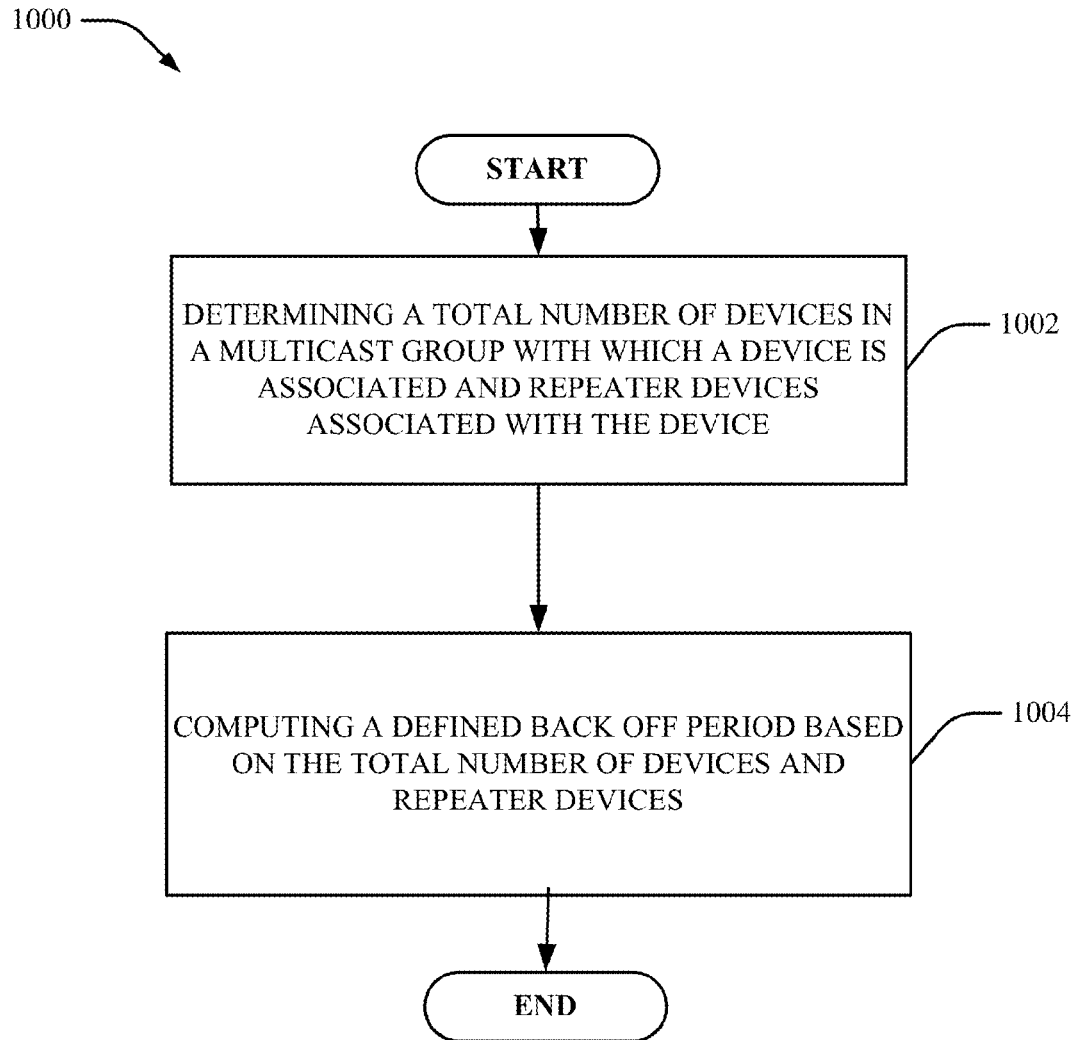 1000
START
DETERMINING A TOTAL NUMBER OF DEVICES IN
A MULTICAST GROUP WITH WHICH A DEVICE IS
ASSOCIATED AND REPEATER DEVICES
ASSOCIATED WITH THE DEVICE
1002
COMPUTING A DEFINED BACK OFF PERIOD BASED
ON THE TOTAL NUMBER OF DEVICES AND
REPEATER DEVICES
1004
END